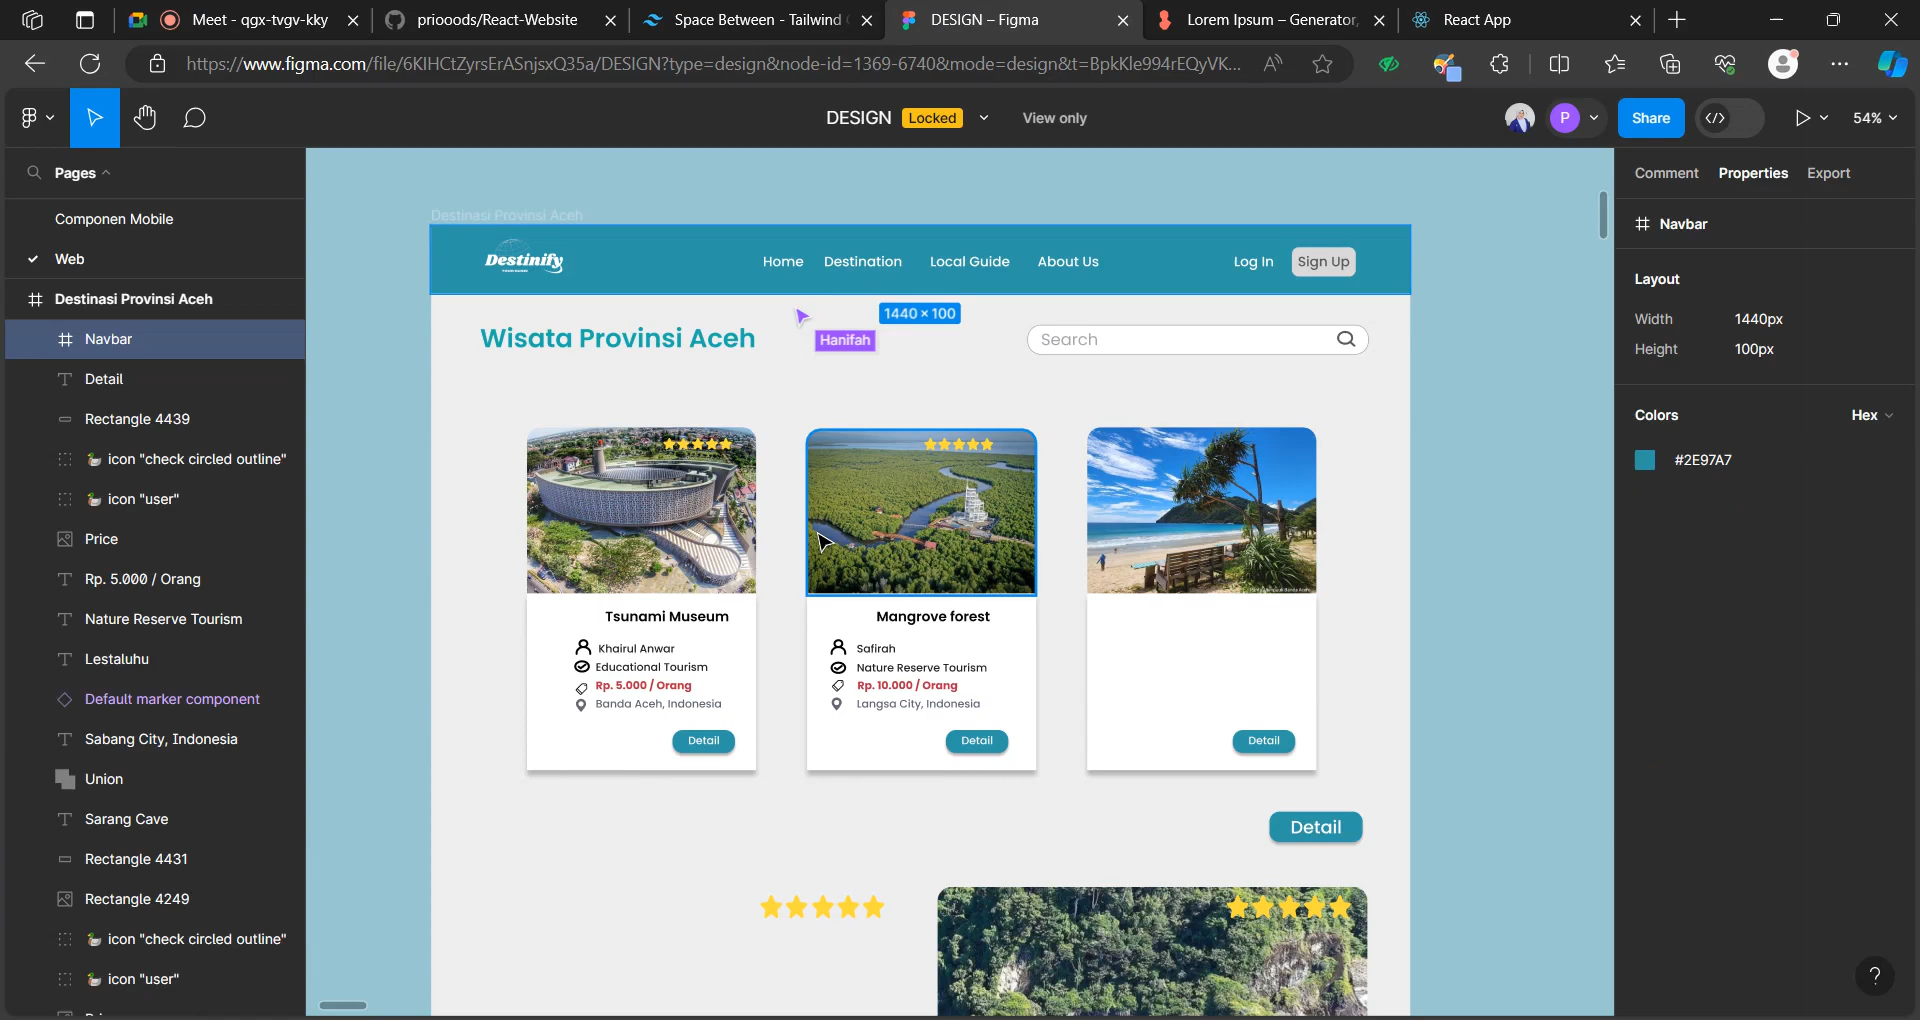 Meet - qgx-tvgv-kky
priooods/React-Website
Space Between - Tailwind
DESIGN – Figma
Lorem Ipsum – Generator,
React App
https://www.figma.com/file/6KIHCtZyrsErASnjsxQ35a/DESIGN?type=design&node-id=1369-6740&mode=design&t=BpkKle994rEQyVK...
DESIGN
Locked
View only
P
Share
54%
Pages
Componen Mobile
Web
Destinasi Provinsi Aceh
Navbar
Detail
Rectangle 4439
icon "check circled outline"
icon "user"
Price
Rp. 5.000 / Orang
Nature Reserve Tourism
Lestaluhu
Default marker component
Sabang City, Indonesia
Union
Sarang Cave
Rectangle 4431
Rectangle 4249
icon "check circled outline"
icon "user"
Destinasi Provinsi Aceh
Destinify
TOUR GUIDE
Home
Destination
Local Guide
About Us
Log In
Sign Up
1440 × 100
Hanifah
Wisata Provinsi Aceh
Search
Tsunami Museum
Khairul Anwar
Educational Tourism
Rp. 5.000 / Orang
Banda Aceh, Indonesia
Detail
Mangrove forest
Safirah
Nature Reserve Tourism
Rp. 10.000 / Orang
Langsa City, Indonesia
Detail
Detail
Detail
Comment
Properties
Export
Navbar
Layout
Width 1440px
Height 100px
Colors
Hex
#2E97A7
?